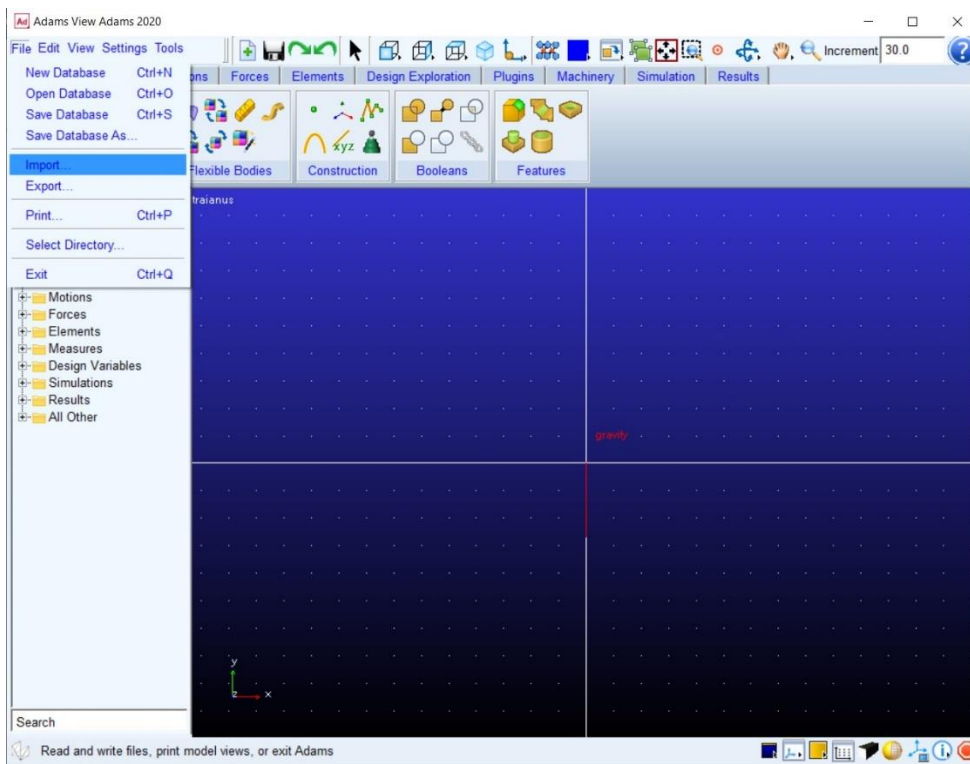 Ad Adams View Adams 2020
File Edit View Settings Tools
Increment 30.0
New Database Ctrl+N
Open Database Ctrl+O
Save Database Ctrl+S
Save Database As...
Import...
Export...
Print... Ctrl+P
Select Directory...
Exit Ctrl+Q
ons Forces Elements Design Exploration Plugins Machinery Simulation Results
xyz
Flexible Bodies Construction Booleans Features
traianus
Motions
Forces
Elements
Measures
Design Variables
Simulations
Results
All Other
gravity
y
z x
Search
Read and write files, print model views, or exit Adams